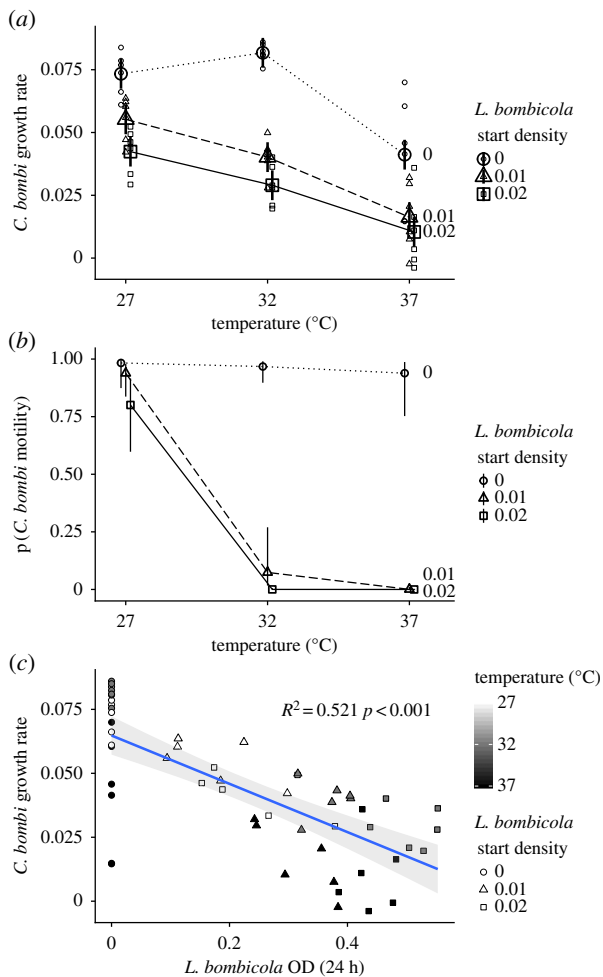 (a)
0.075
0.050
0.025
0
C. bombi growth rate
0
0.01
0.02
27 32 37
temperature (°C)
L. bombicola
start density
0
0.01
0.02
(b)
1.00
0.75
0.50
0.25
0
p(C. bombi motility)
0
0.01
0.02
27 32 37
temperature (°C)
L. bombicola
start density
0
0.01
0.02
(c)
0.075
0.050
0.025
0
C. bombi growth rate
R² = 0.521 p < 0.001
0 0.2 0.4
L. bombicola OD (24 h)
temperature (°C)
27
32
37
L. bombicola
start density
0
0.01
0.02